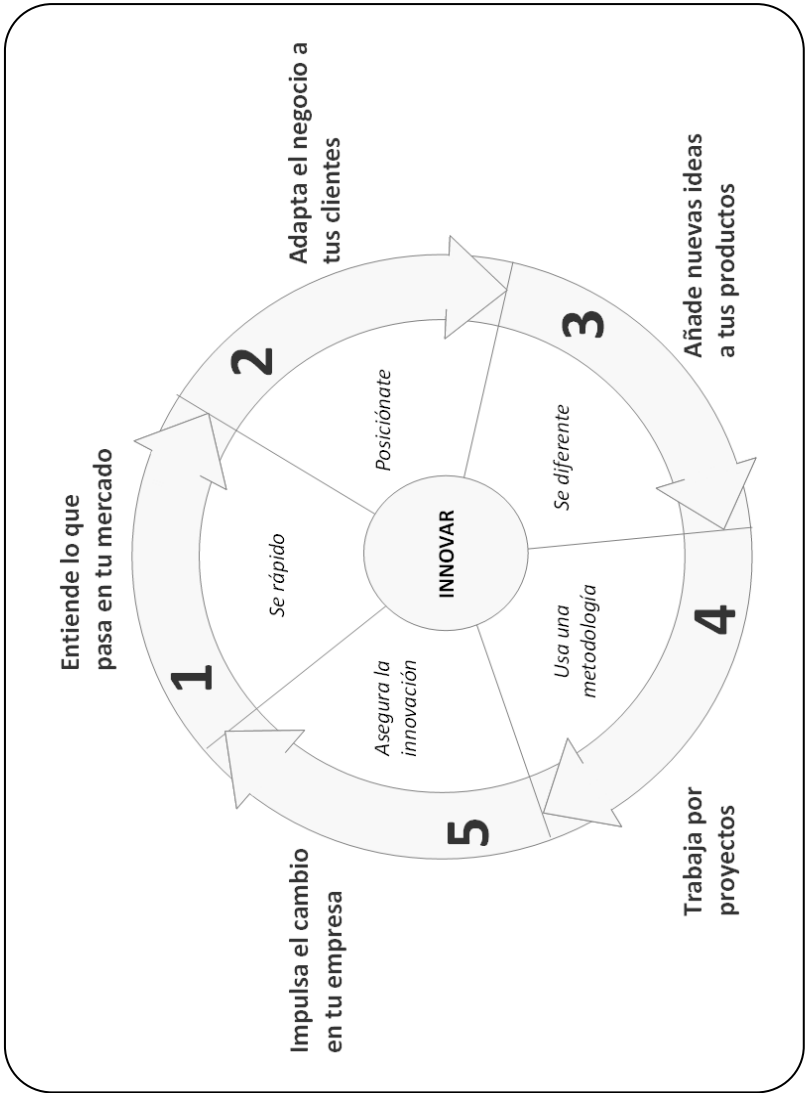 Entiende lo que
pasa en tu mercado
1
Se rápido
Adapta el negocio a
tus clientes
2
Posiciónate
Añade nuevas ideas
a tus productos
3
Se diferente
Trabaja por
proyectos
4
Usa una
metodología
Impulsa el cambio
en tu empresa
5
Asegura la
innovación
INNOVAR